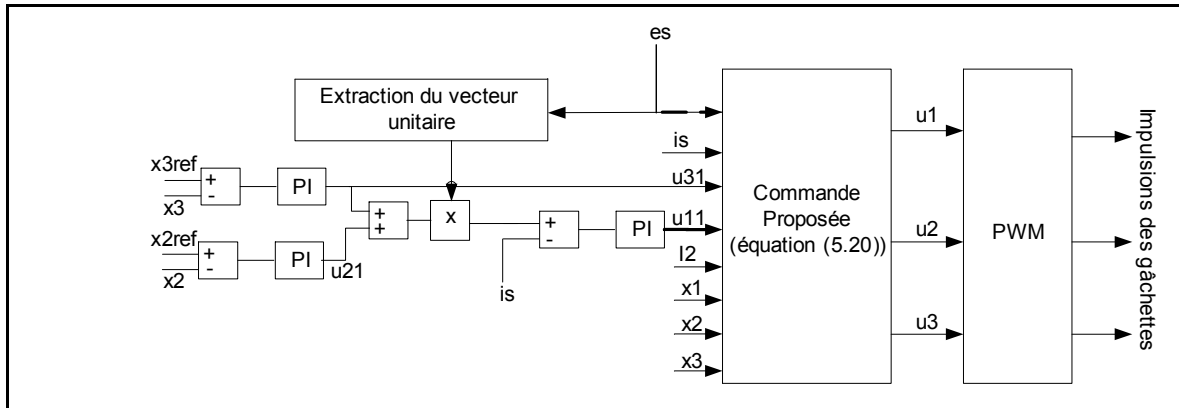 es
Extraction du vecteur
unitaire
is
x3ref
+
-
x3
PI
u31
+
+
x
+
-
PI
u11
x2ref
+
-
x2
PI
u21
is
I2
x1
x2
x3
Commande
Proposée
(équation (5.20))
u1
u2
u3
PWM
Impulsions des gâchettes